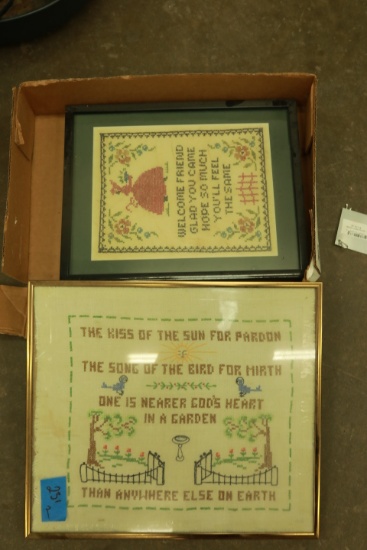 WELCOME FRIEND
GLAD YOU CAME
HOPE SO MUCH
YOU'LL FEEL
THE SAME
THE KISS OF THE SUN FOR PARDON
THE SONG OF THE BIRD FOR MIRTH
ONE IS NEARER GOD'S HEART
IN A GARDEN
THAN ANYWHERE ELSE ON EARTH